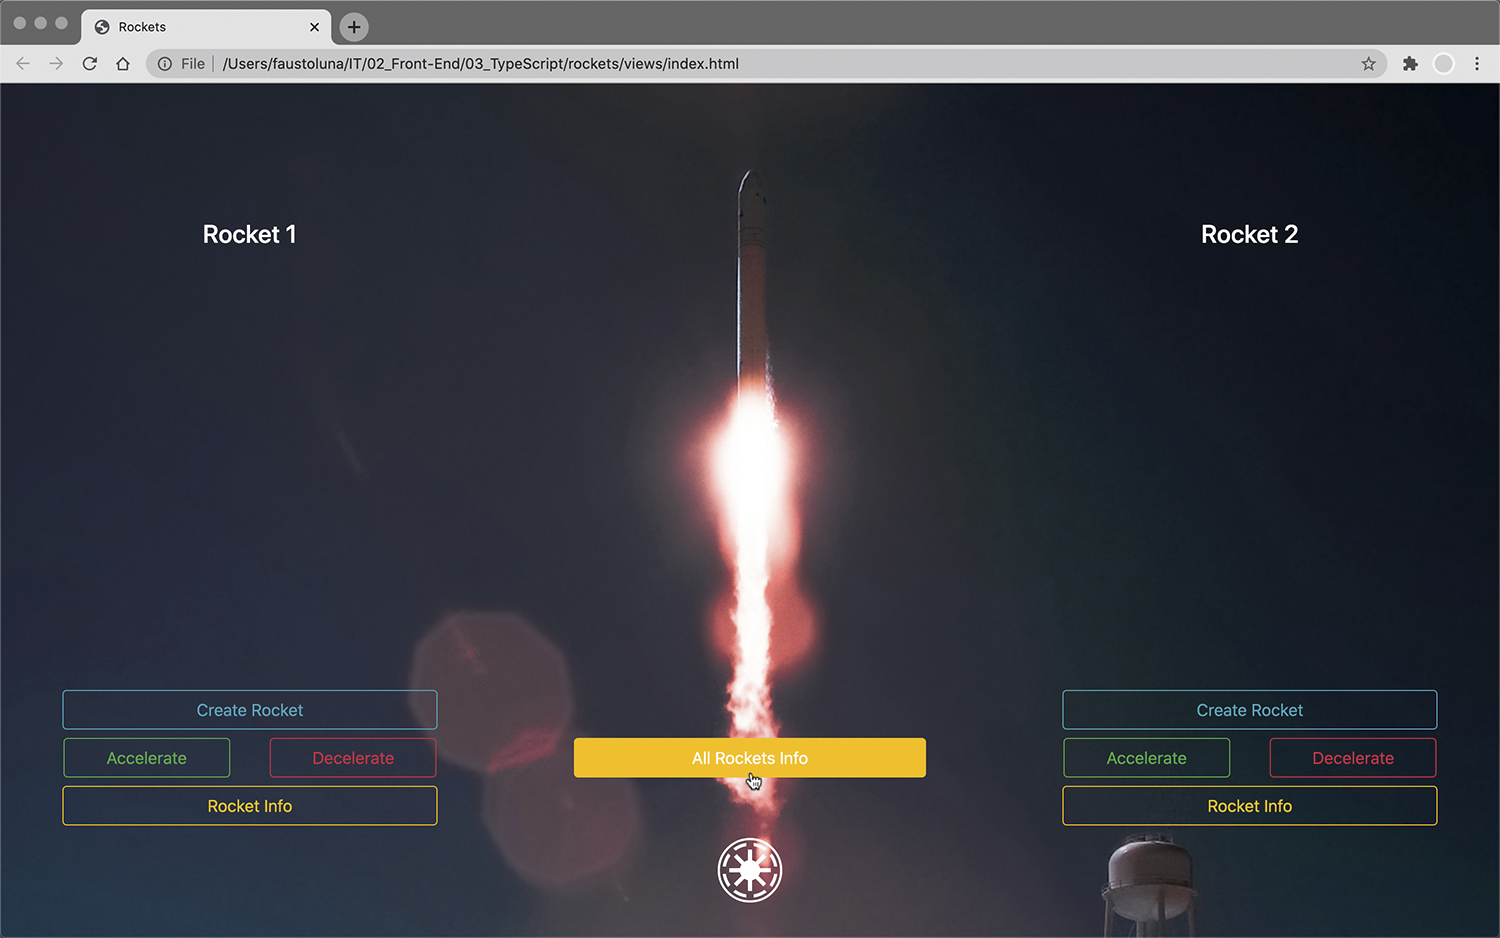 Rockets
File
/Users/faustoluna/IT/02_Front-End/03_TypeScript/rockets/views/index.html
Rocket 1
Rocket 2
Create Rocket
Accelerate
Decelerate
Rocket Info
All Rockets Info
Create Rocket
Accelerate
Decelerate
Rocket Info